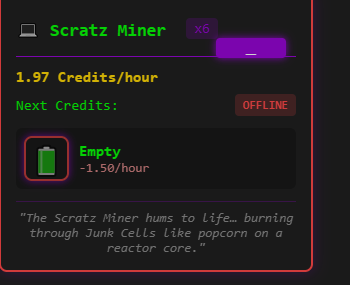 Scratz Miner x6
_
1.97 Credits/hour
Next Credits: OFFLINE
Empty
-1.50/hour
"The Scratz Miner hums to life… burning
through Junk Cells like popcorn on a
reactor core."